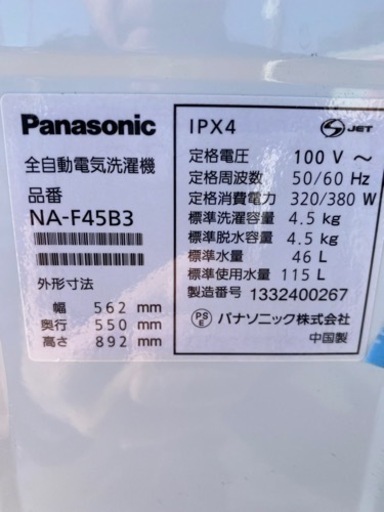 Panasonic
全自動電気洗濯機
品番
NA-F45B3
外形寸法
幅 562 mm
奥行 550 mm
高さ 892 mm
IPX4 S JET
定格電圧 100 V ～
定格周波数 50/60 Hz
定格消費電力 320/380 W
標準洗濯容量 4.5 kg
標準脱水容量 4.5 kg
標準水量 46 L
標準使用水量 115 L
製造番号 1332400267
PS E パナソニック株式会社
中国製